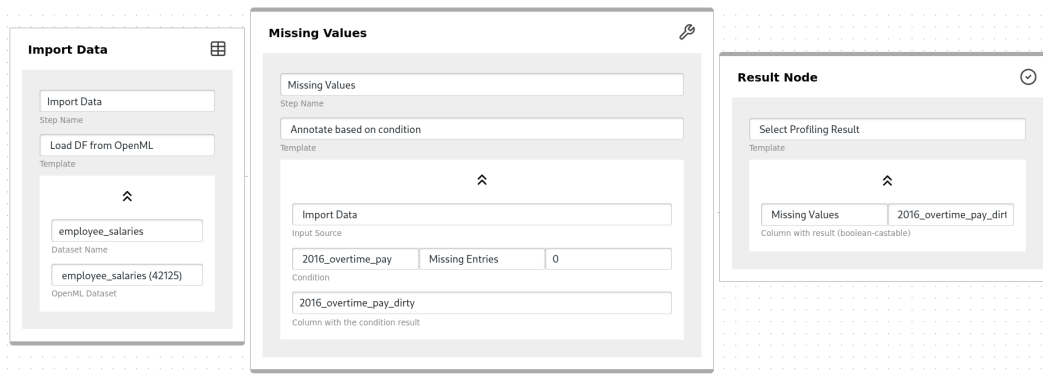 Import Data
Import Data
Step Name
Load DF from OpenML
Template
employee_salaries
Dataset Name
employee_salaries (42125)
OpenML Dataset
Missing Values
Missing Values
Step Name
Annotate based on condition
Template
Import Data
Input Source
2016_overtime_pay Missing Entries 0
Condition
2016_overtime_pay_dirty
Column with the condition result
Result Node
Select Profiling Result
Template
Missing Values 2016_overtime_pay_dirt
Column with result (boolean-castable)